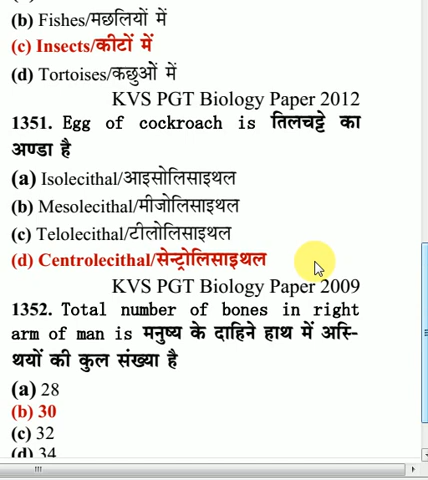 (b) Fishes/मछलियों में
(c) Insects/कीटों में
(d) Tortoises/कछुओं में
KVS PGT Biology Paper 2012
1351. Egg of cockroach is तिलचट्टे का
अण्डा है
(a) Isolecithal/आइसोलिसाइथल
(b) Mesolecithal/मीजोलिसाइथल
(c) Telolecithal/टीलोलिसाइथल
(d) Centrolecithal/सेन्ट्रोलिसाइथल
KVS PGT Biology Paper 2009
1352. Total number of bones in right
arm of man is मनुष्य के दाहिने हाथ में अस्-
थियों की कुल संख्या है
(a) 28
(b) 30
(c) 32
(d) 34